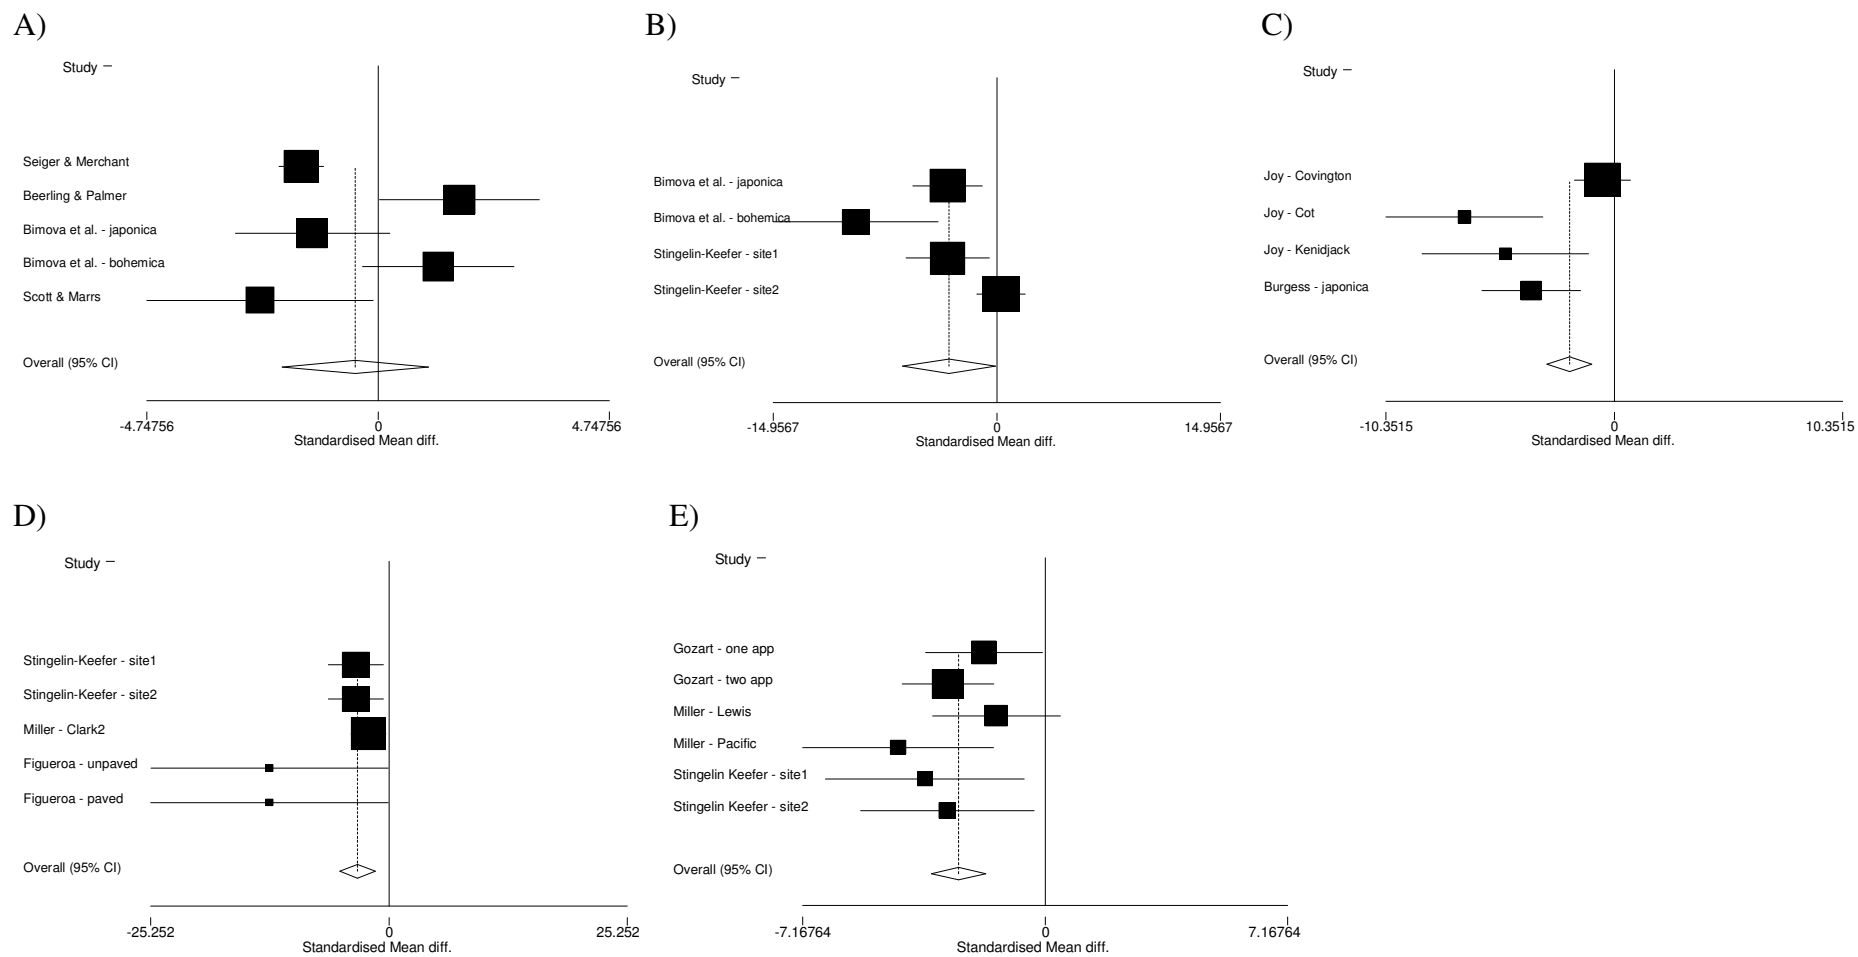 A)
Study
Seiger & Merchant
Beerling & Palmer
Bimova et al. - japonica
Bimova et al. - bohemica
Scott & Marrs
Overall (95% CI)
-4.74756 0 4.74756
Standardised Mean diff.
B)
Study
Bimova et al. - japonica
Bimova et al. - bohemica
Stingelin-Keefer - site1
Stingelin-Keefer - site2
Overall (95% CI)
-14.9567 0 14.9567
Standardised Mean diff.
C)
Study
Joy - Covington
Joy - Cot
Joy - Kenidjack
Burgess - japonica
Overall (95% CI)
-10.3515 0 10.3515
Standardised Mean diff.
D)
Study
Stingelin-Keefer - site1
Stingelin-Keefer - site2
Miller - Clark2
Figueroa - unpaved
Figueroa - paved
Overall (95% CI)
-25.252 0 25.252
Standardised Mean diff.
E)
Study
Gozart - one app
Gozart - two app
Miller - Lewis
Miller - Pacific
Stingelin Keefer - site1
Stingelin Keefer - site2
Overall (95% CI)
-7.16764 0 7.16764
Standardised Mean diff.